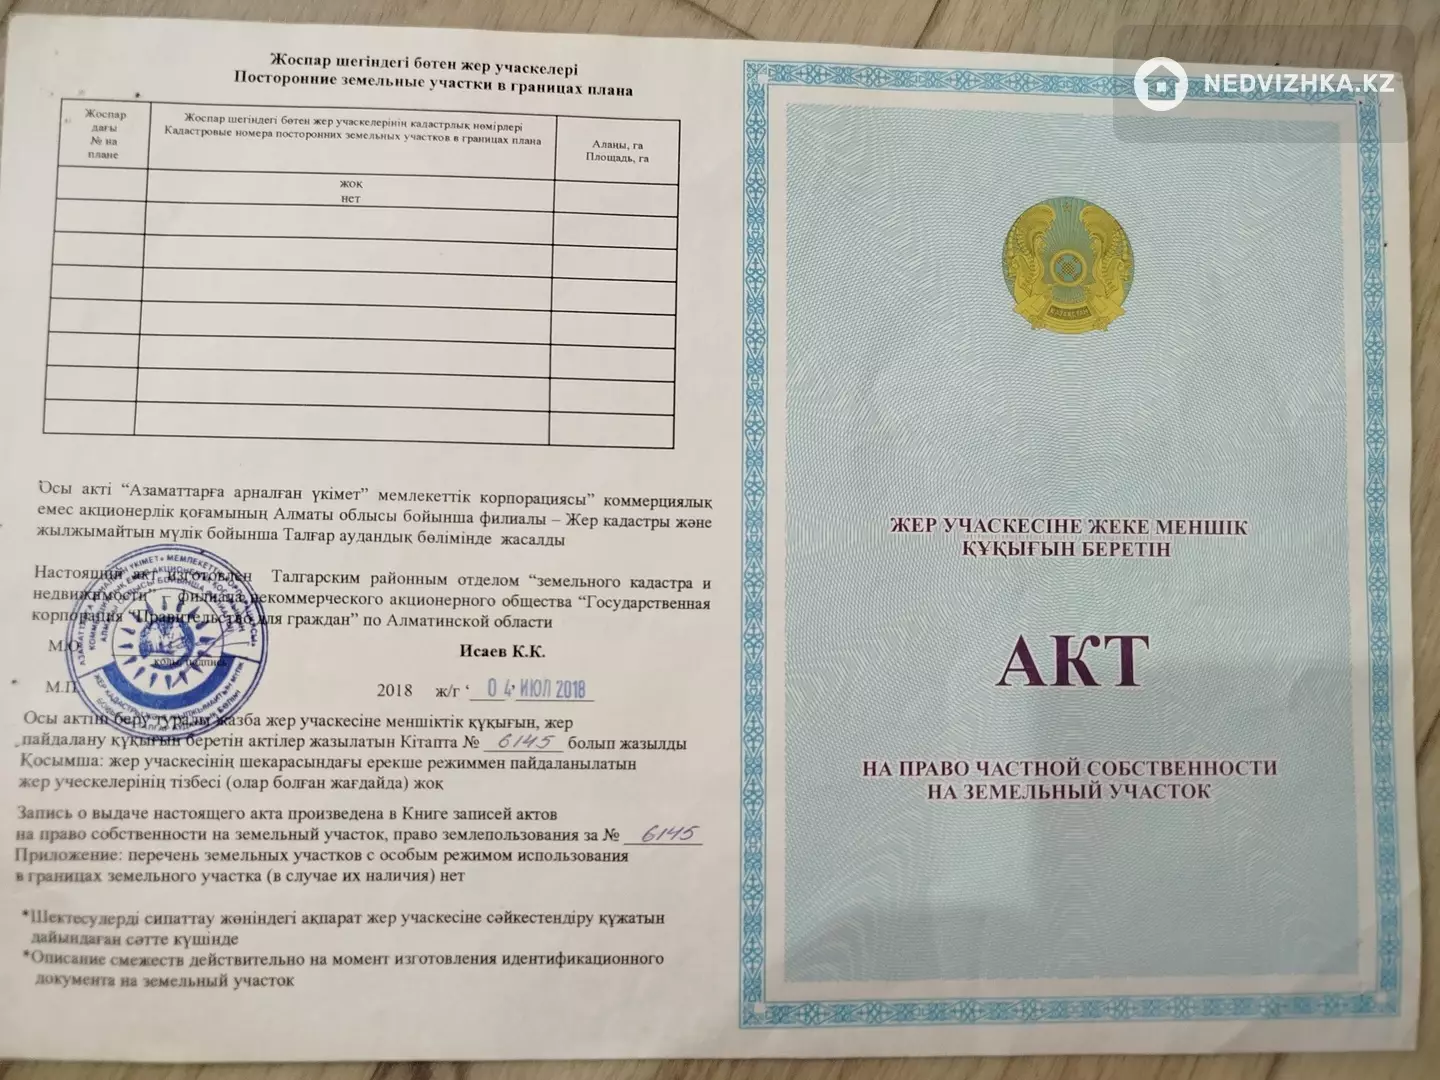 Жоспар шегіндегі бөтен жер учаскелері
Посторонние земельные участки в границах плана
Жоспар
дағы
№ на
плане
Жоспар шегіндегі бөтен жер учаскелерінің кадастрлық нөмірлері
Кадастровые номера посторонних земельных участков в границах плана
Алаңы, га
Площадь, га
жоқ
нет
Осы акті “Азаматтарға арналған үкімет” мемлекеттік корпорациясы” коммерциялық
емес акционерлік қоғамының Алматы облысы бойынша филиалы – Жер кадастры және
жылжымайтын мүлік бойынша Талғар аудандық бөлімінде жасалды
Настоящий акт изготовлен Талгарским районным отделом “земельного кадастра и
недвижимости” – филиала некоммерческого акционерного общества “Государственная
корпорация “Правительство для граждан” по Алматинской области
М.О.
Исаев К.К.
М.П.
2018 ж/г ‘ 04 ’ ИЮЛ 2018
Осы актіні беру туралы жазба жер учаскесіне меншіктік құқығын, жер
пайдалану құқығын беретін актілер жазылатын Кітапта № 6145 болып жазылды
Қосымша: жер учаскесінің шекарасындағы ерекше режиммен пайдаланылатын
жер уческелерінің тізбесі (олар болған жағдайда) жоқ
Запись о выдаче настоящего акта произведена в Книге записей актов
на право собственности на земельный участок, право землепользования за № 6145
Приложение: перечень земельных участков с особым режимом использования
в границах земельного участка (в случае их наличия) нет
*Шектесулерді сипаттау жөніндегі ақпарат жер учаскесіне сәйкестендіру құжатын
дайындаған сәтте күшінде
*Описание смежеств действительно на момент изготовления идентификационного
документа на земельный участок
NEDVIZHKA.KZ
ҚАЗАҚСТАН
ЖЕР УЧАСКЕСІНЕ ЖЕКЕ МЕНШІК
ҚҰҚЫҒЫН БЕРЕТІН
АКТ
НА ПРАВО ЧАСТНОЙ СОБСТВЕННОСТИ
НА ЗЕМЕЛЬНЫЙ УЧАСТОК